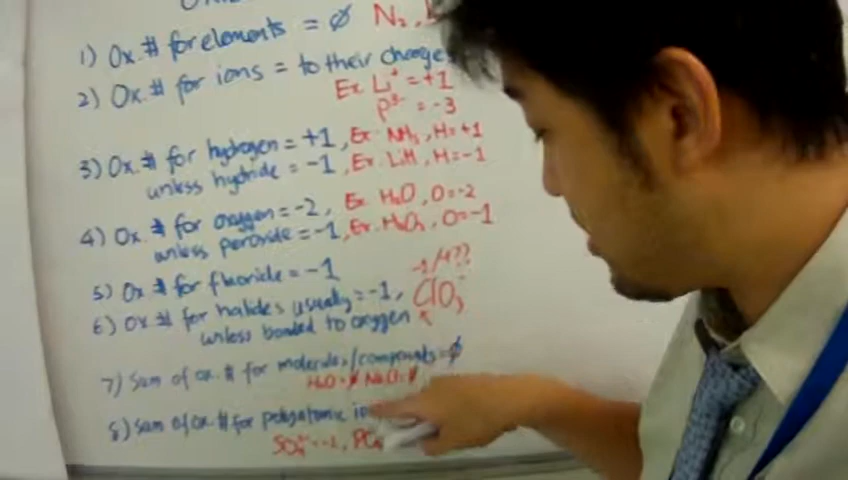 1) Ox. # for elements = ∅ N₂,
2) Ox. # for ions = to their charge
Ex Li⁺ = +1
P³⁻ = -3
3) Ox. # for hydrogen = +1, Ex. NH₃, H=+1
unless hydride = -1, Ex. LiH, H=-1
4) Ox. # for oxygen = -2, Ex. H₂O, O=-2
unless peroxide = -1, Ex. H₂O₂, O=-1
5) Ox # for fluoride = -1
-1/+??
6) Ox # for halides usually = -1, ClO₃⁻
unless bonded to oxygen
7) Sum of ox. # for molecules/compounds = ∅
H₂O = ∅ NaCl = ∅
8) Sum of ox. # for polyatomic
SO₄²⁻ = -2, PO₄